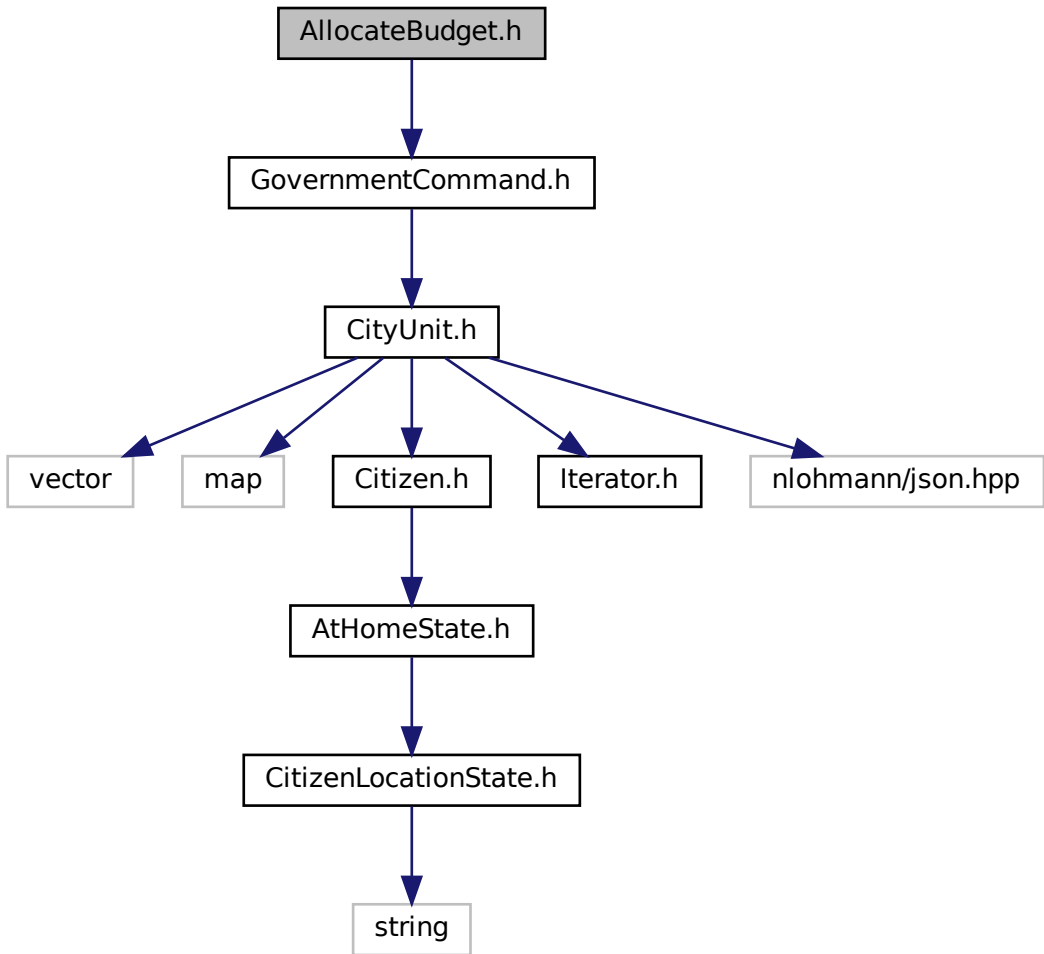 AllocateBudget.h
GovernmentCommand.h
CityUnit.h
vector
map
Citizen.h
Iterator.h
nlohmann/json.hpp
AtHomeState.h
CitizenLocationState.h
string